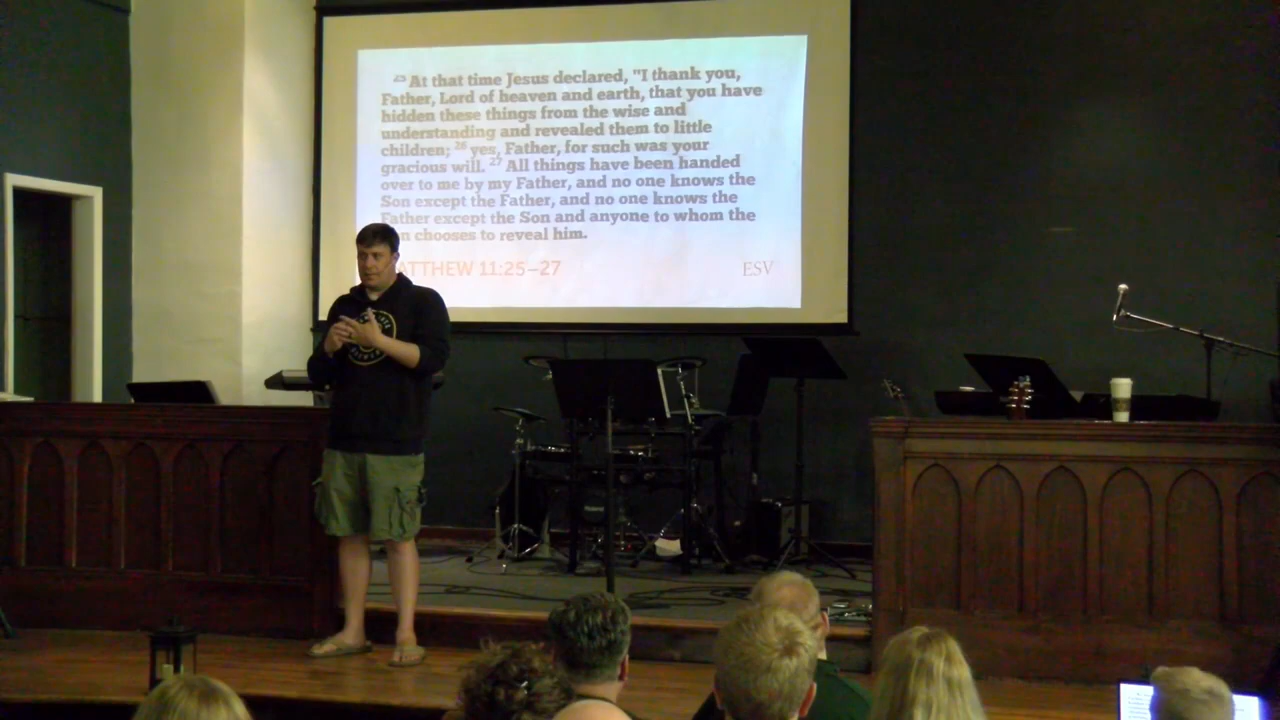 25 At that time Jesus declared, "I thank you,
Father, Lord of heaven and earth, that you have
hidden these things from the wise and
understanding and revealed them to little
children; 26 yes, Father, for such was your
gracious will. 27 All things have been handed
over to me by my Father, and no one knows the
Son except the Father, and no one knows the
Father except the Son and anyone to whom the
on chooses to reveal him.
ATTHEW 11:25–27 ESV